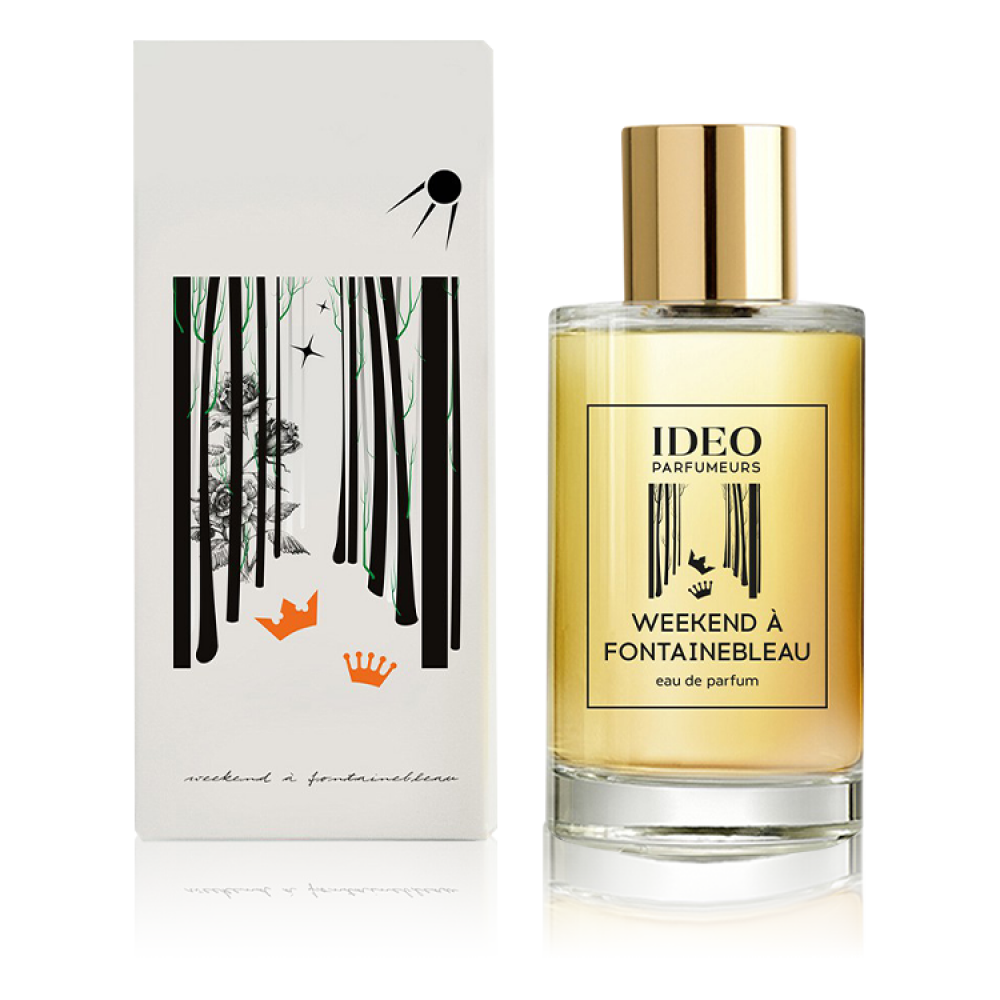 weekend à fontainebleau
IDEO
PARFUMEURS
WEEKEND À
FONTAINEBLEAU
eau de parfum